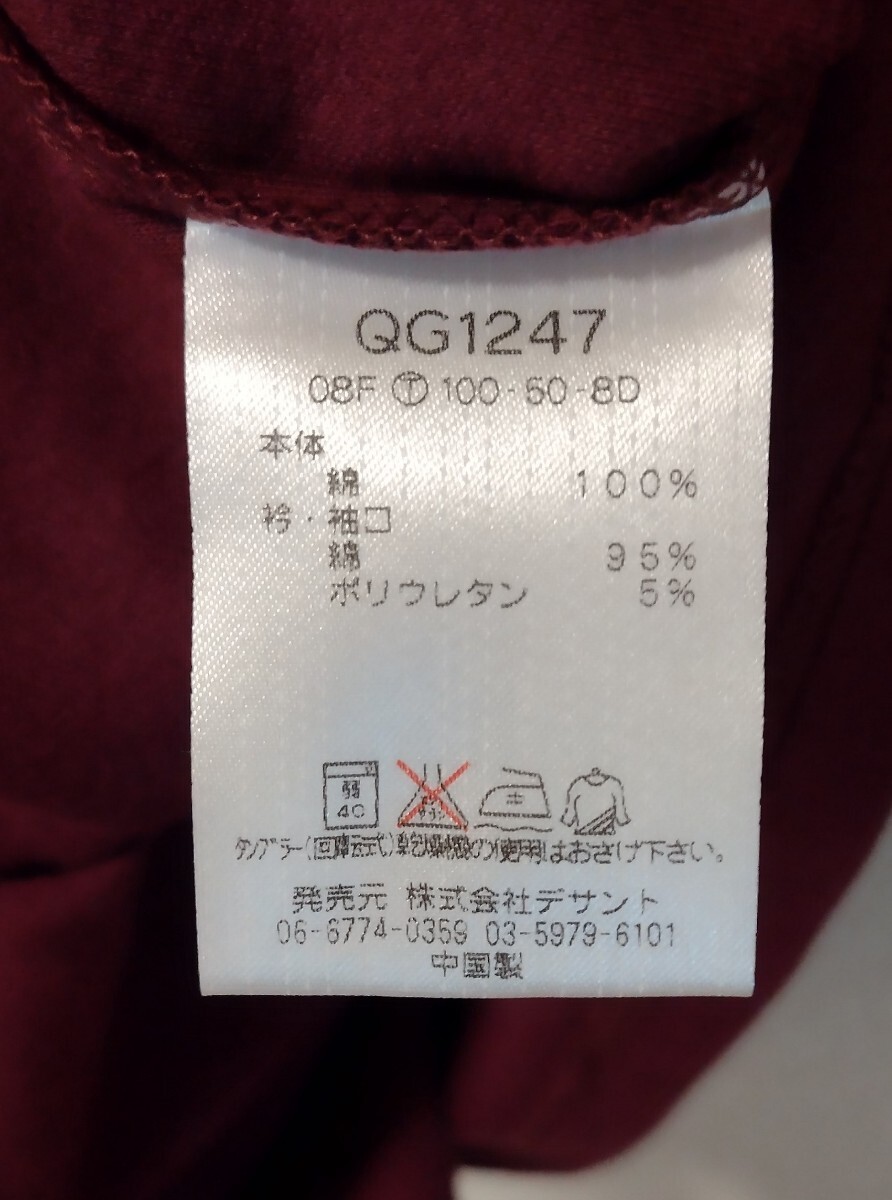 QG1247
08F Ⓣ 100-50-8D
本体
綿 100%
衿・袖口
綿 95%
ポリウレタン 5%
弱
40
タンブラー(回転式)乾燥機の使用はおさけ下さい。
発売元 株式会社デサント
06-6774-0359 03-5979-6101
中国製